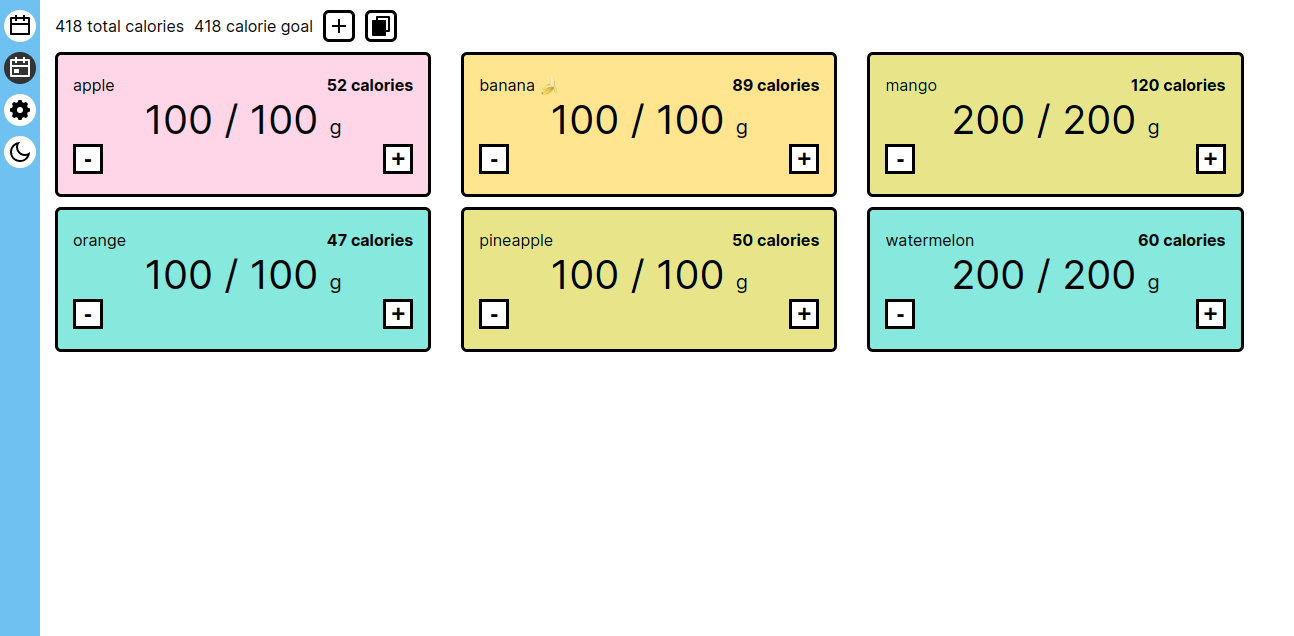 418 total calories 418 calorie goal +
apple 52 calories
100 / 100 g
- +
banana 🍌 89 calories
100 / 100 g
- +
mango 120 calories
200 / 200 g
- +
orange 47 calories
100 / 100 g
- +
pineapple 50 calories
100 / 100 g
- +
watermelon 60 calories
200 / 200 g
- +